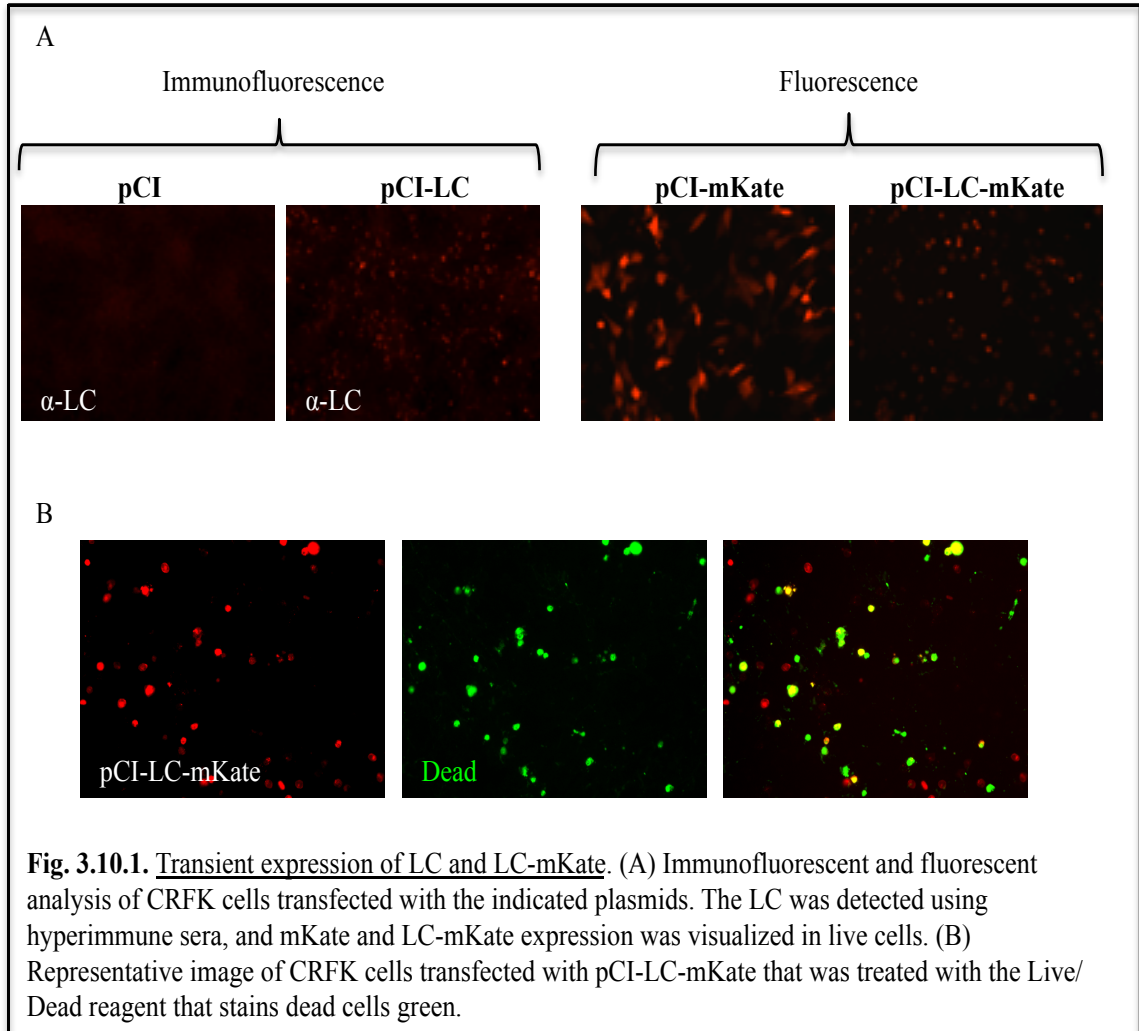 A
Immunofluorescence
Fluorescence
pCI
pCI-LC
pCI-mKate
pCI-LC-mKate
α-LC
α-LC
B
pCI-LC-mKate
Dead
Fig. 3.10.1. Transient expression of LC and LC-mKate. (A) Immunofluorescent and fluorescent
analysis of CRFK cells transfected with the indicated plasmids. The LC was detected using
hyperimmune sera, and mKate and LC-mKate expression was visualized in live cells. (B)
Representative image of CRFK cells transfected with pCI-LC-mKate that was treated with the Live/
Dead reagent that stains dead cells green.